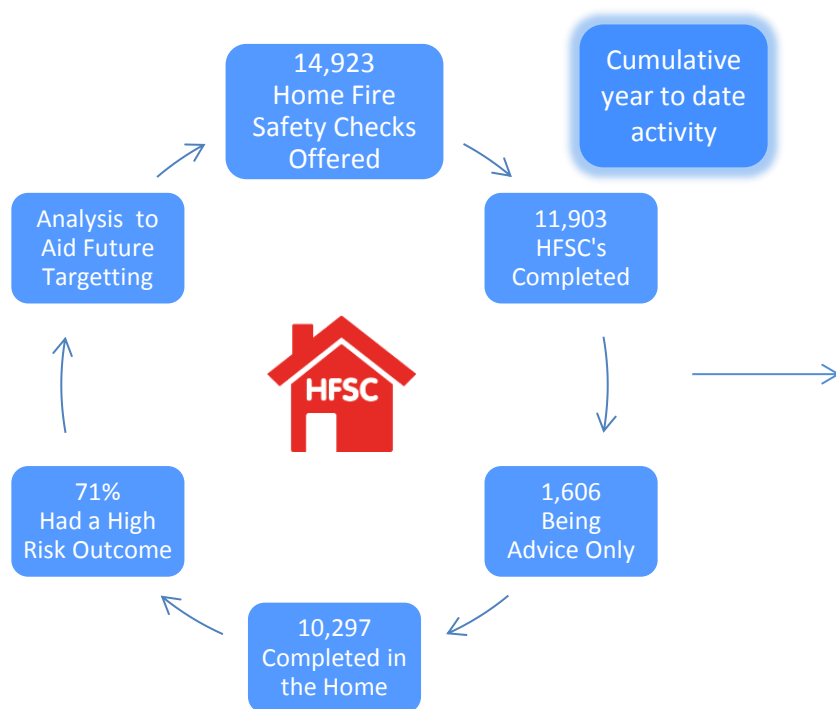 14,923
Home Fire
Safety Checks
Offered
Cumulative
year to date
activity
11,903
HFSC's
Completed
1,606
Being
Advice Only
10,297
Completed in
the Home
71%
Had a High
Risk Outcome
Analysis to
Aid Future
Targetting
HFSC